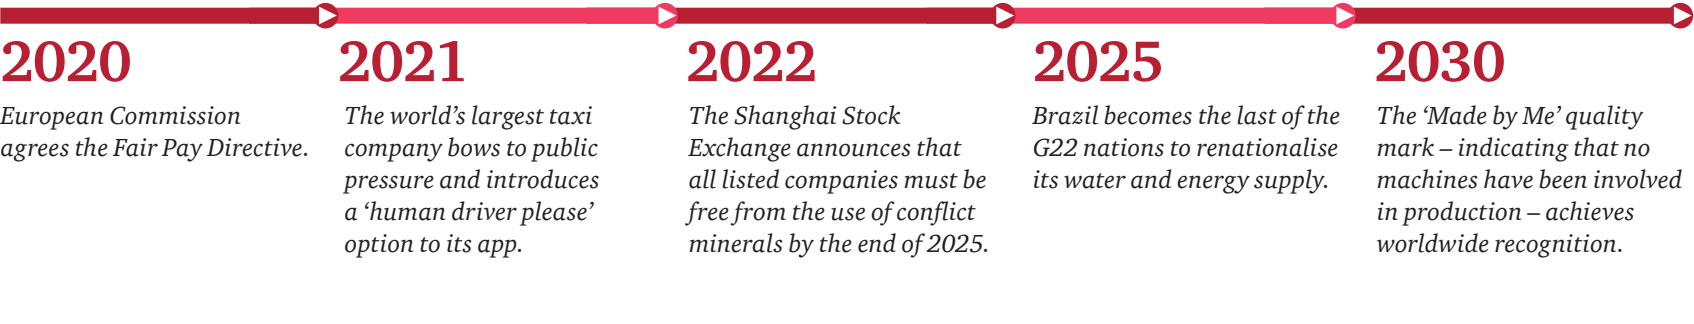 2020
European Commission
agrees the Fair Pay Directive.
2021
The world’s largest taxi
company bows to public
pressure and introduces
a ‘human driver please’
option to its app.
2022
The Shanghai Stock
Exchange announces that
all listed companies must be
free from the use of conflict
minerals by the end of 2025.
2025
Brazil becomes the last of the
G22 nations to renationalise
its water and energy supply.
2030
The ‘Made by Me’ quality
mark – indicating that no
machines have been involved
in production – achieves
worldwide recognition.